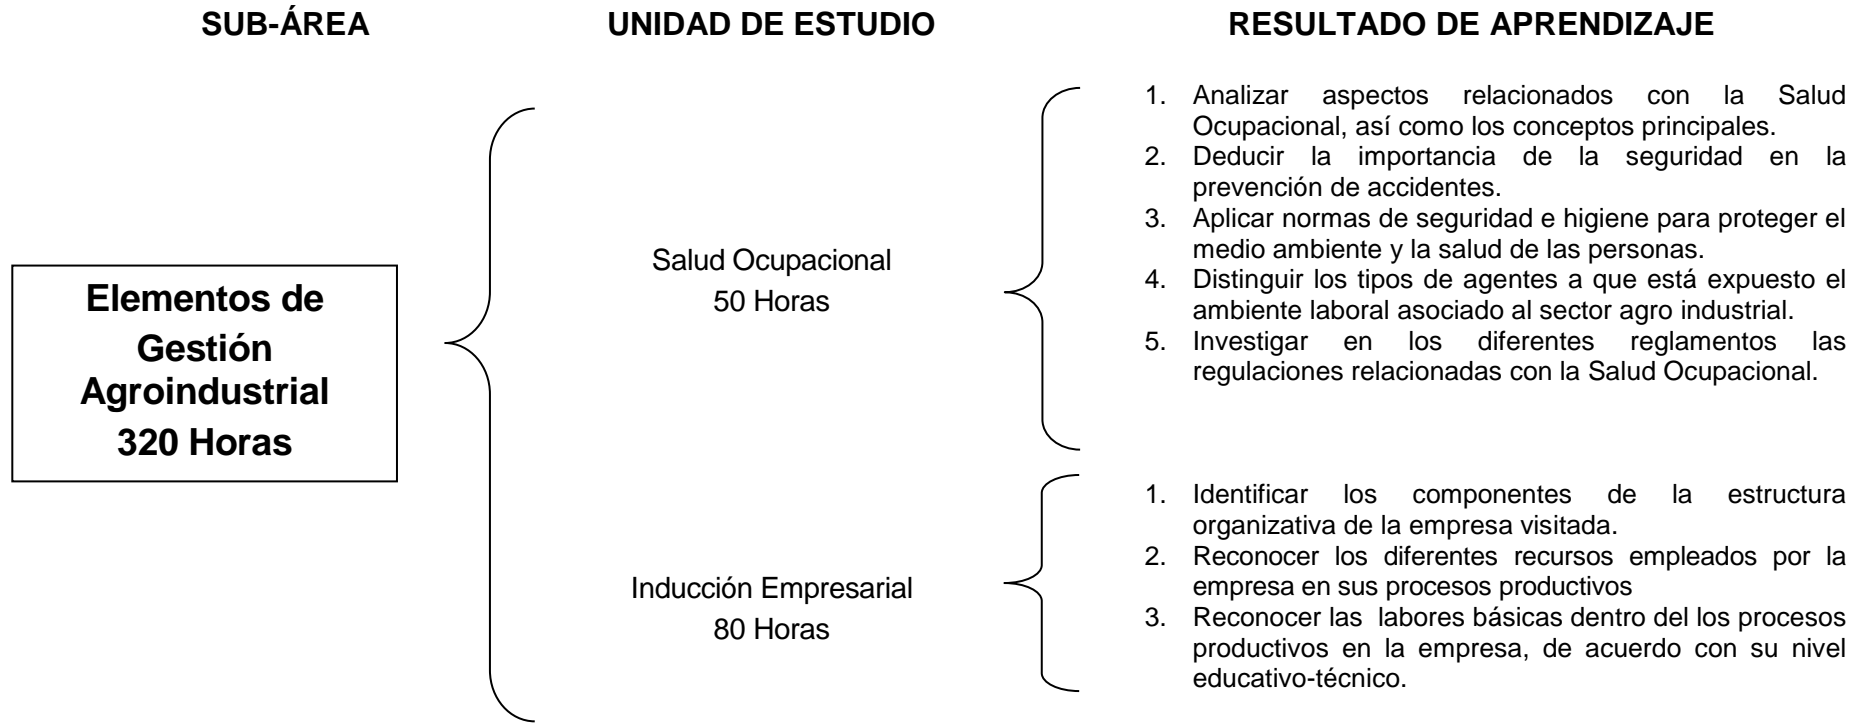 SUB-ÁREA UNIDAD DE ESTUDIO RESULTADO DE APRENDIZAJE
Elementos de
Gestión
Agroindustrial
320 Horas
Salud Ocupacional
50 Horas
1. Analizar aspectos relacionados con la Salud
Ocupacional, así como los conceptos principales.
2. Deducir la importancia de la seguridad en la
prevención de accidentes.
3. Aplicar normas de seguridad e higiene para proteger el
medio ambiente y la salud de las personas.
4. Distinguir los tipos de agentes a que está expuesto el
ambiente laboral asociado al sector agro industrial.
5. Investigar en los diferentes reglamentos las
regulaciones relacionadas con la Salud Ocupacional.
Inducción Empresarial
80 Horas
1. Identificar los componentes de la estructura
organizativa de la empresa visitada.
2. Reconocer los diferentes recursos empleados por la
empresa en sus procesos productivos
3. Reconocer las labores básicas dentro del los procesos
productivos en la empresa, de acuerdo con su nivel
educativo-técnico.